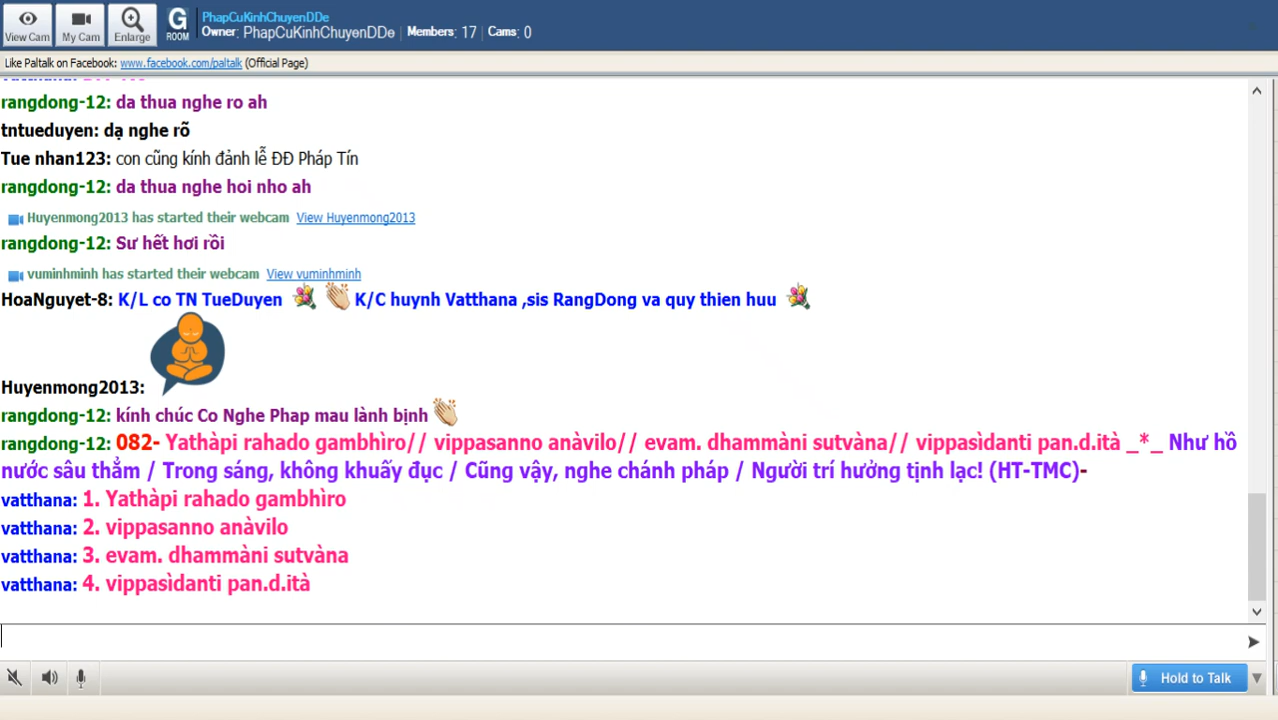 PhapCuKinhChuyenDDe
Owner: PhapCuKinhChuyenDDe | Members: 17 | Cams: 0
View Cam
My Cam
Enlarge
G
ROOM
Like Paltalk on Facebook: www.facebook.com/paltalk (Official Page)
rangdong-12: da thua nghe ro ah
tntueduyen: dạ nghe rõ
Tue nhan123: con cũng kính đảnh lễ ĐĐ Pháp Tín
rangdong-12: da thua nghe hoi nho ah
Huyenmong2013 has started their webcam View Huyenmong2013
rangdong-12: Sư hết hơi rồi
vuminhminh has started their webcam View vuminhminh
HoaNguyet-8: K/L co TN TueDuyen K/C huynh Vatthana ,sis RangDong va quy thien huu
Huyenmong2013:
rangdong-12: kính chúc Co Nghe Phap mau lành bịnh
rangdong-12: 082- Yathàpi rahado gambhìro// vippasanno anàvilo// evam. dhammàni sutvàna// vippasìdanti pan.d.ità _*_ Như hồ
nước sâu thẳm / Trong sáng, không khuấy đục / Cũng vậy, nghe chánh pháp / Người trí hưởng tịnh lạc! (HT-TMC)-
vatthana: 1. Yathàpi rahado gambhìro
vatthana: 2. vippasanno anàvilo
vatthana: 3. evam. dhammàni sutvàna
vatthana: 4. vippasìdanti pan.d.ità
Hold to Talk